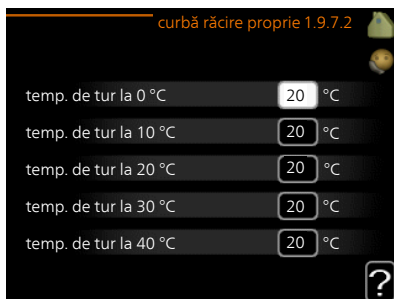 curbă răcire proprie 1.9.7.2
temp. de tur la 0 °C 20 °C
temp. de tur la 10 °C 20 °C
temp. de tur la 20 °C 20 °C
temp. de tur la 30 °C 20 °C
temp. de tur la 40 °C 20 °C
?